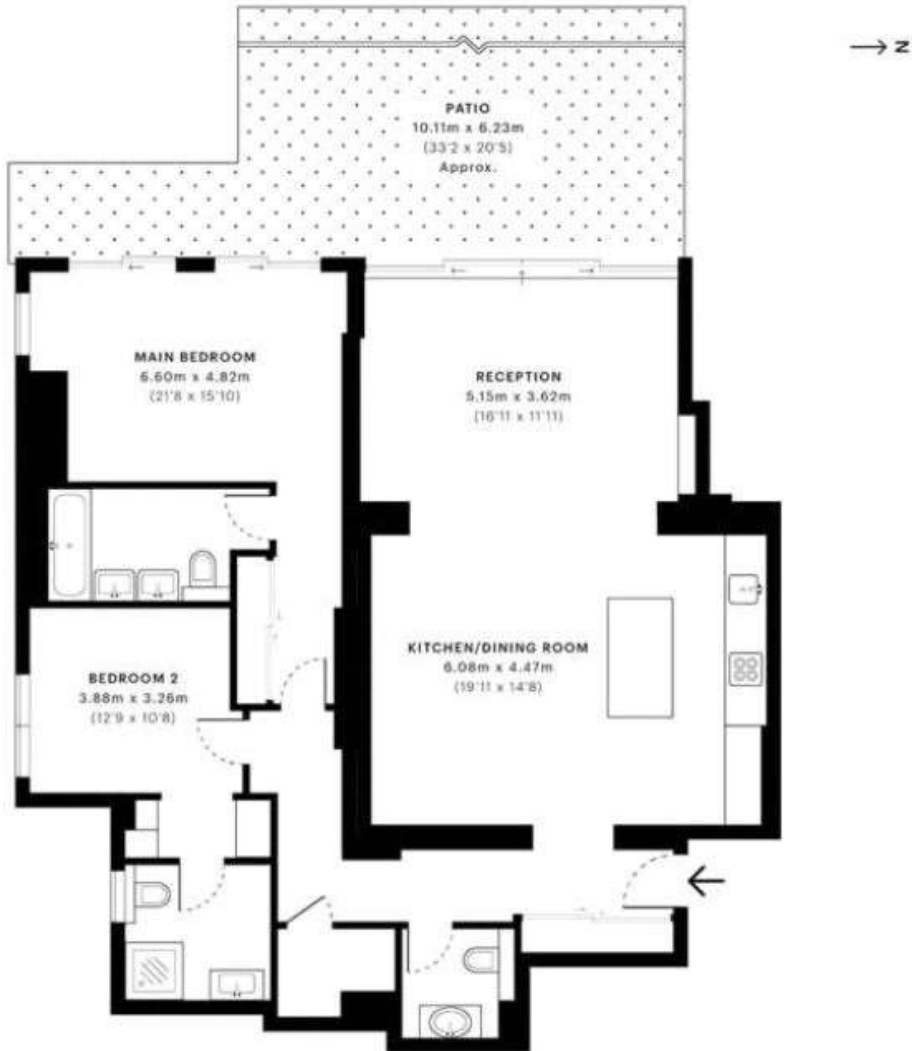 N
PATIO
10.11m x 6.23m
(33'2 x 20'5)
Approx.
MAIN BEDROOM
6.60m x 4.82m
(21'8 x 15'10)
RECEPTION
5.15m x 3.62m
(16'11 x 11'11)
KITCHEN/DINING ROOM
6.08m x 4.47m
(19'11 x 14'8)
BEDROOM 2
3.88m x 3.26m
(12'9 x 10'8)